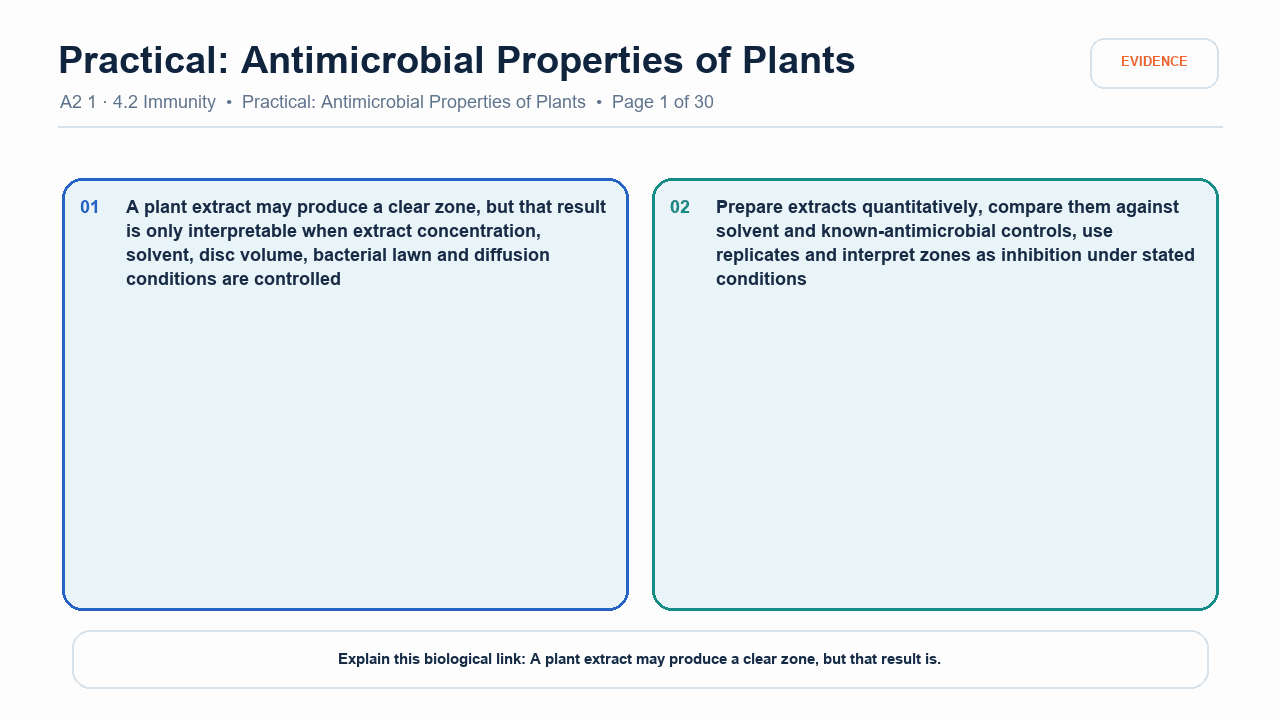 Practical: Antimicrobial Properties of Plants
EVIDENCE
A2 1 · 4.2 Immunity • Practical: Antimicrobial Properties of Plants • Page 1 of 30
01
A plant extract may produce a clear zone, but that result
is only interpretable when extract concentration,
solvent, disc volume, bacterial lawn and diffusion
conditions are controlled
02
Prepare extracts quantitatively, compare them against
solvent and known-antimicrobial controls, use
replicates and interpret zones as inhibition under stated
conditions
Explain this biological link: A plant extract may produce a clear zone, but that result is.